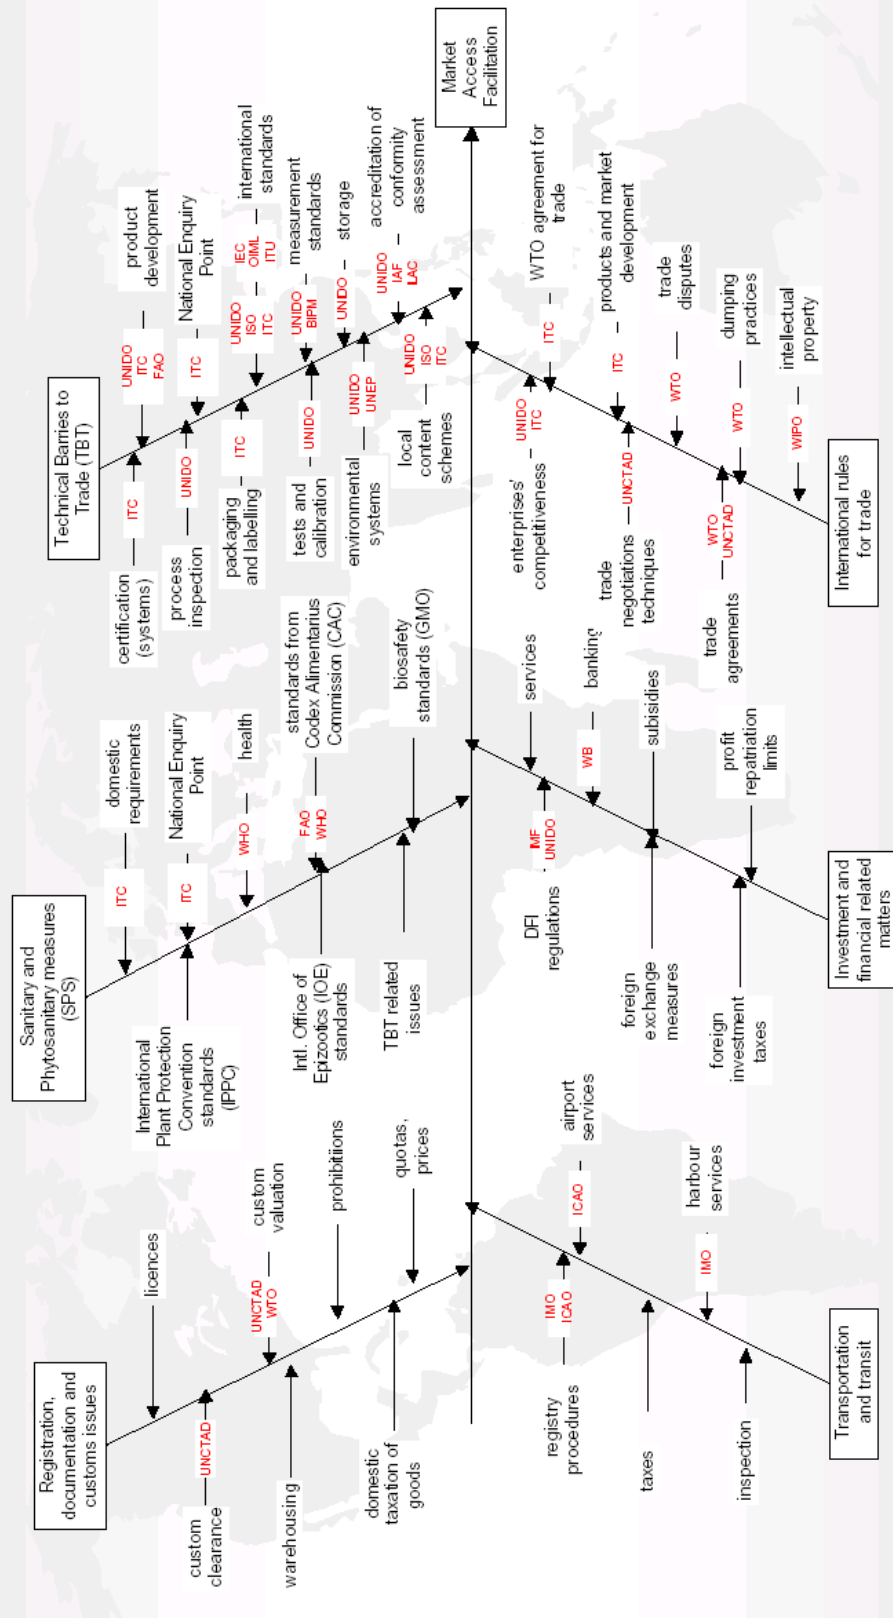 Registration,
documentation and
customs issues
licences
custom
clearance
UNCTAD
UNCTAD
WTO
custom
valuation
warehousing
prohibitiions
domestic
taxation of
goods
quotas,
prices
Sanitary and
Phytosanitary measures
(SPS)
domestic
requirements
ITC
International
Plant Protection
Convention
standards
(IPPC)
ITC
National Enquiry
Point
WHO
health
Intl. Office of
Epizootics (IOE)
standards
FAO
WHO
standards from
Codex Alimentarius
Commission (CAC)
TBT related
issues
biosafety
standards (GMO)
Technical Barries to
Trade (TBT)
certification
(systems)
ITC
UNIDO
ITC
FAO
product
development
process
inspection
UNIDO
ITC
National Enquiry
Point
packaging
and labelling
ITC
UNIDO
ISO
ITC
IEC
OIML
ITU
international
standards
tests and
calibration
UNIDO
UNIDO
BIPM
measurement
standards
environmental
systems
UNIDO
UNEP
UNIDO
storage
local
content
schemes
UNIDO
ISO
ITC
UNIDO
IAF
LAC
accreditation of
conformity
assessment
Market
Access
Facilitation
registry
procedures
IMO
ICAO
ICAO
airport
services
taxes
IMO
harbour
services
inspection
Transportation
and transit
DFI
regulations
IMF
UNIDO
services
WB
banking
foreign
exchange
measures
subisidies
foreign
investment
taxes
profit
repatriation
limits
Investment and
financial related
matters
enterprises'
competitiveness
UNIDO
ITC
ITC
WTO agreement for
trade
trade
negotiations
techniques
UNCTAD
ITC
products and market
development
WTO
trade
disputes
trade
agreements
WTO
UNCTAD
WTO
dumping
practices
WIPO
intellectual
property
International rules
for trade